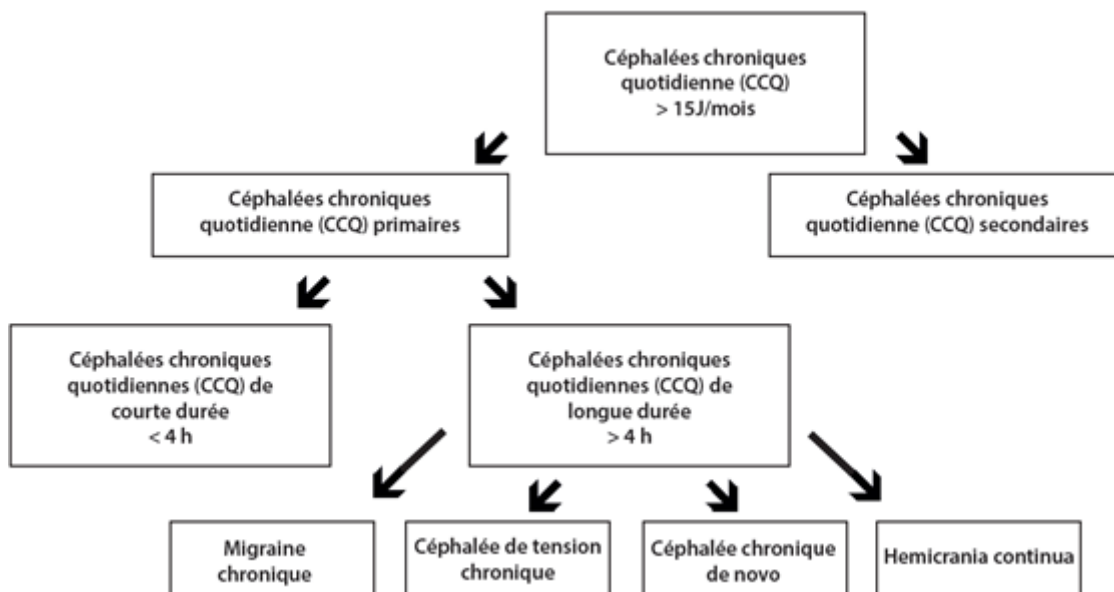 Céphalées chroniques
quotidienne (CCQ)
> 15J/mois
Céphalées chroniques
quotidienne (CCQ) primaires
Céphalées chroniques
quotidienne (CCQ) secondaires
Céphalées chroniques
quotidiennes (CCQ) de
courte durée
< 4 h
Céphalées chroniques
quotidiennes (CCQ) de
longue durée
> 4 h
Migraine
chronique
Céphalée de tension
chronique
Céphalée chronique
de novo
Hemicrania continua